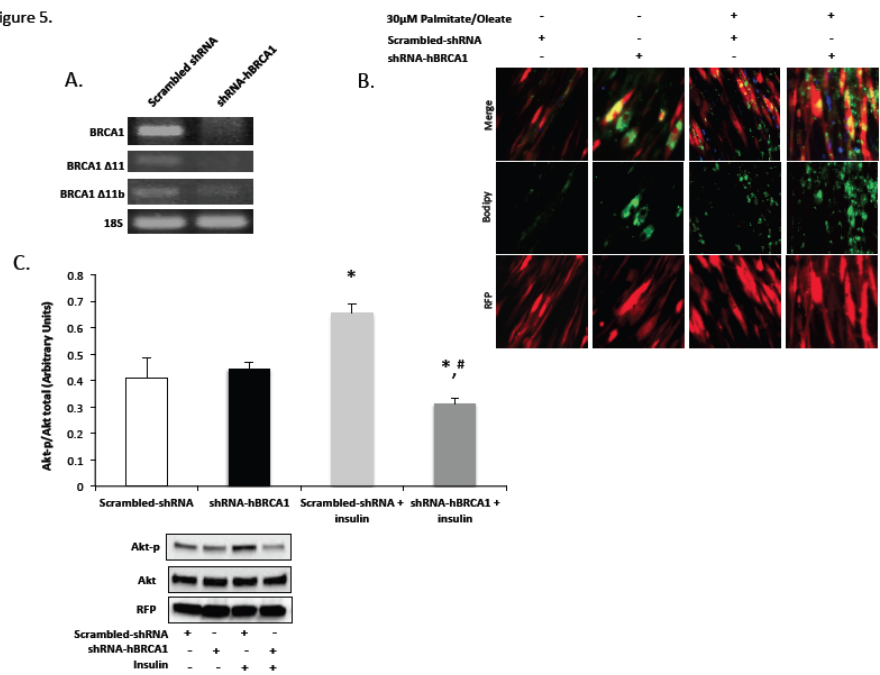 igure 5.
A.
Scrambled shRNA
shRNA-hBRCA1
BRCA1
BRCA1 Δ11
BRCA1 Δ11b
18S
B.
30µM Palmitate/Oleate - - + +
Scrambled-shRNA + - + -
shRNA-hBRCA1 - + - +
Merge
Bodipy
RFP
C.
Akt-p/Akt total (Arbitrary Units)
0.8
0.7
0.6
0.5
0.4
0.3
0.2
0.1
0
*
*,#
Scrambled-shRNA
shRNA-hBRCA1
Scrambled-shRNA +
insulin
shRNA-hBRCA1 +
insulin
Akt-p
Akt
RFP
Scrambled-shRNA + - + -
shRNA-hBRCA1 - + - +
Insulin - - + +